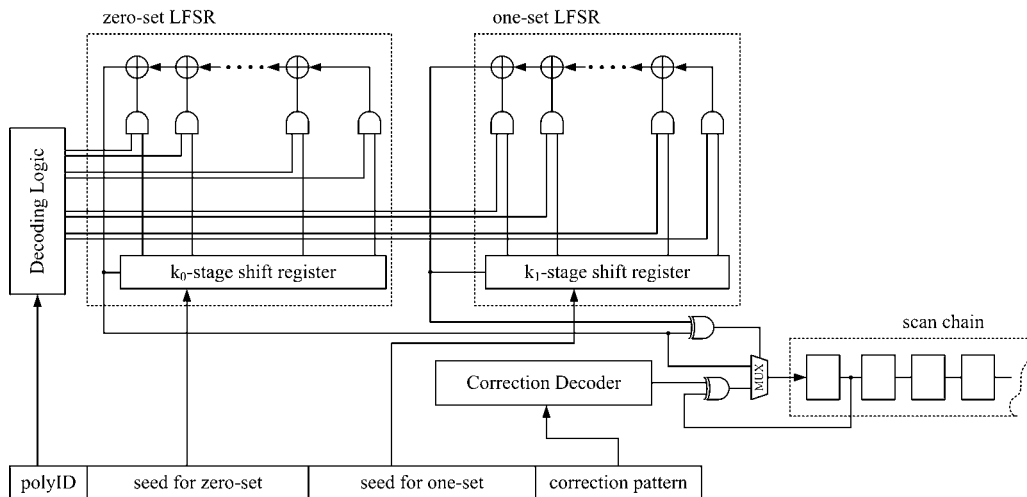 zero-set LFSR
one-set LFSR
Decoding Logic
k₀-stage shift register
k₁-stage shift register
scan chain
MUX
Correction Decoder
polyID
seed for zero-set
seed for one-set
correction pattern